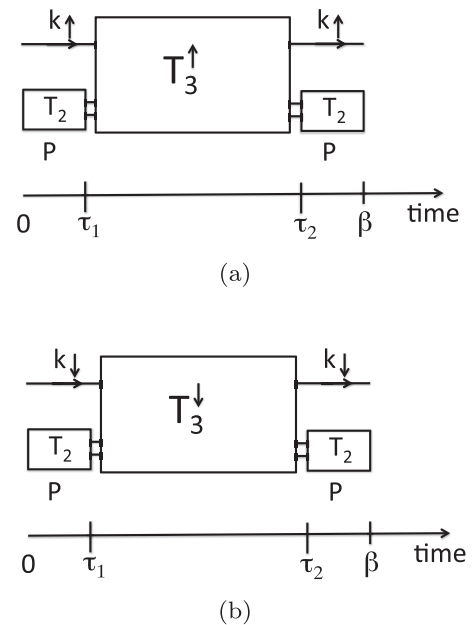 k↑ k↑
T₃↑
T₂ T₂
P P
0 τ₁ τ₂ β time
(a)
k↓ k↓
T₃↓
T₂ T₂
P P
0 τ₁ τ₂ β time
(b)